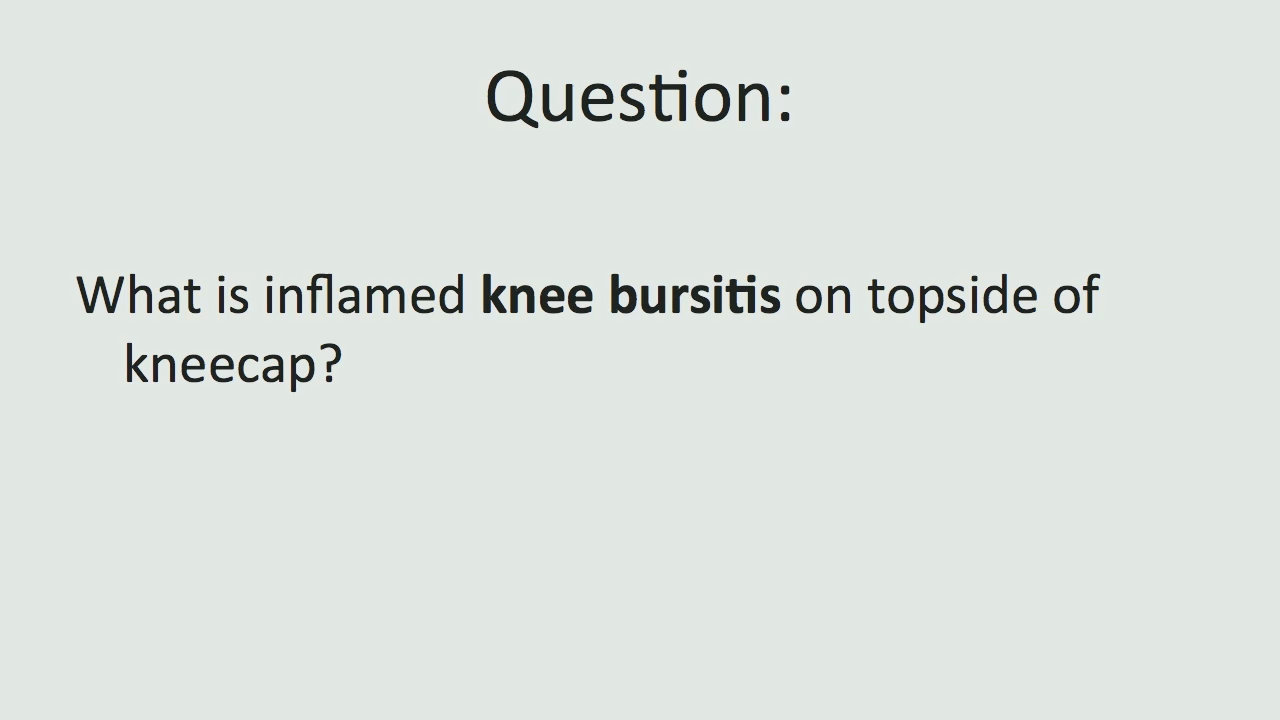 Question:
What is inflamed knee bursitis on topside of
kneecap?